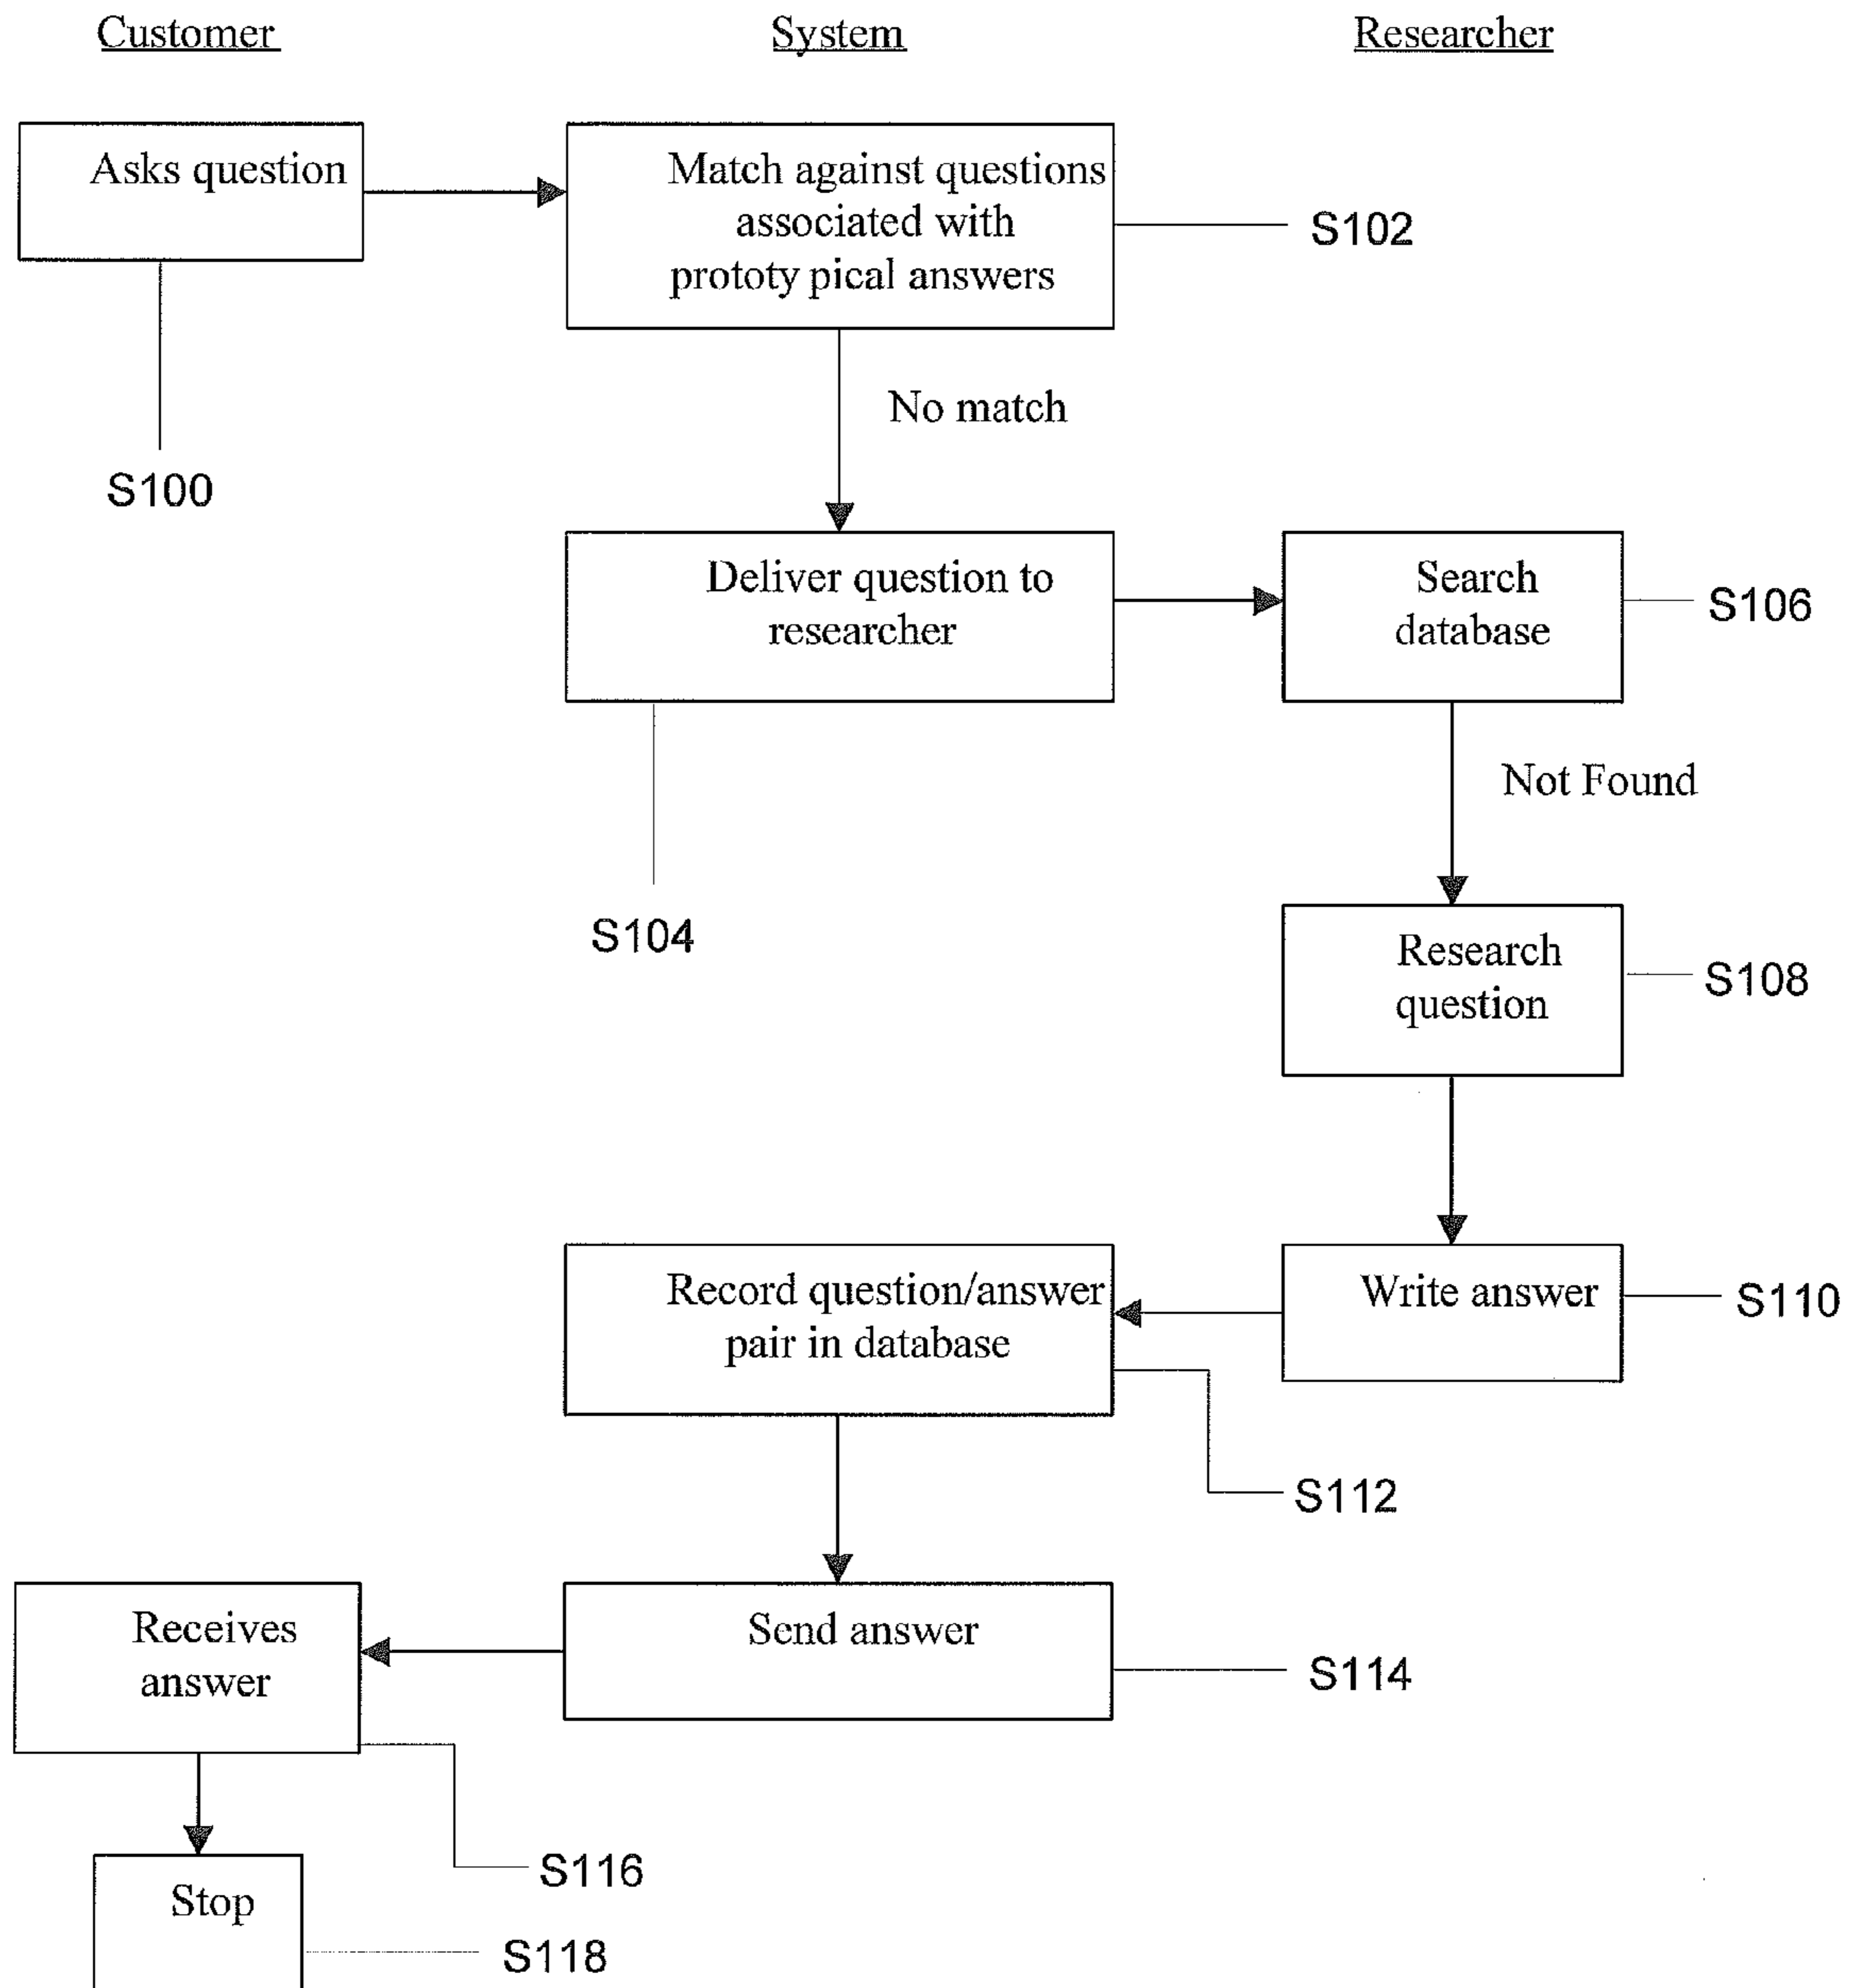 Customer
System
Researcher
Asks question
Match against questions
associated with
prototy pical answers
S102
No match
S100
Deliver question to
researcher
Search
database
S106
Not Found
S104
Research
question
S108
Record question/answer
pair in database
Write answer
S110
S112
Receives
answer
Send answer
S114
S116
Stop
S118